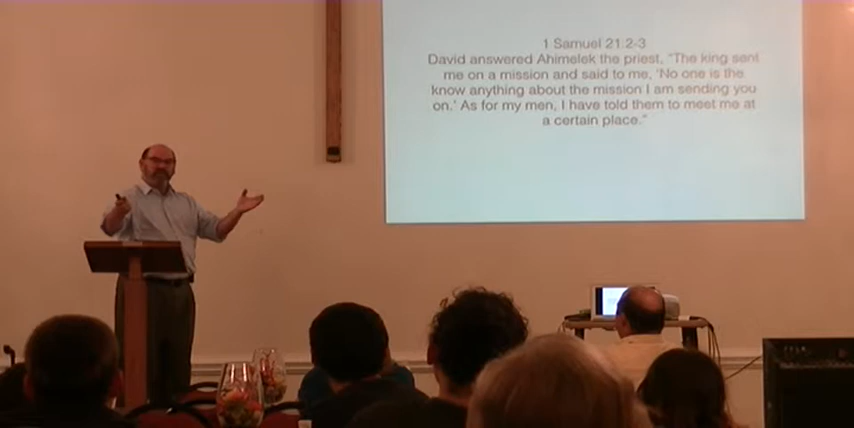 1 Samuel 21.2-3
David answered Ahimelek the priest, "The king sent
me on a mission and said to me, 'No one is the
know anything about the mission I am sending you
on.' As for my men, I have told them to meet me at
a certain place."